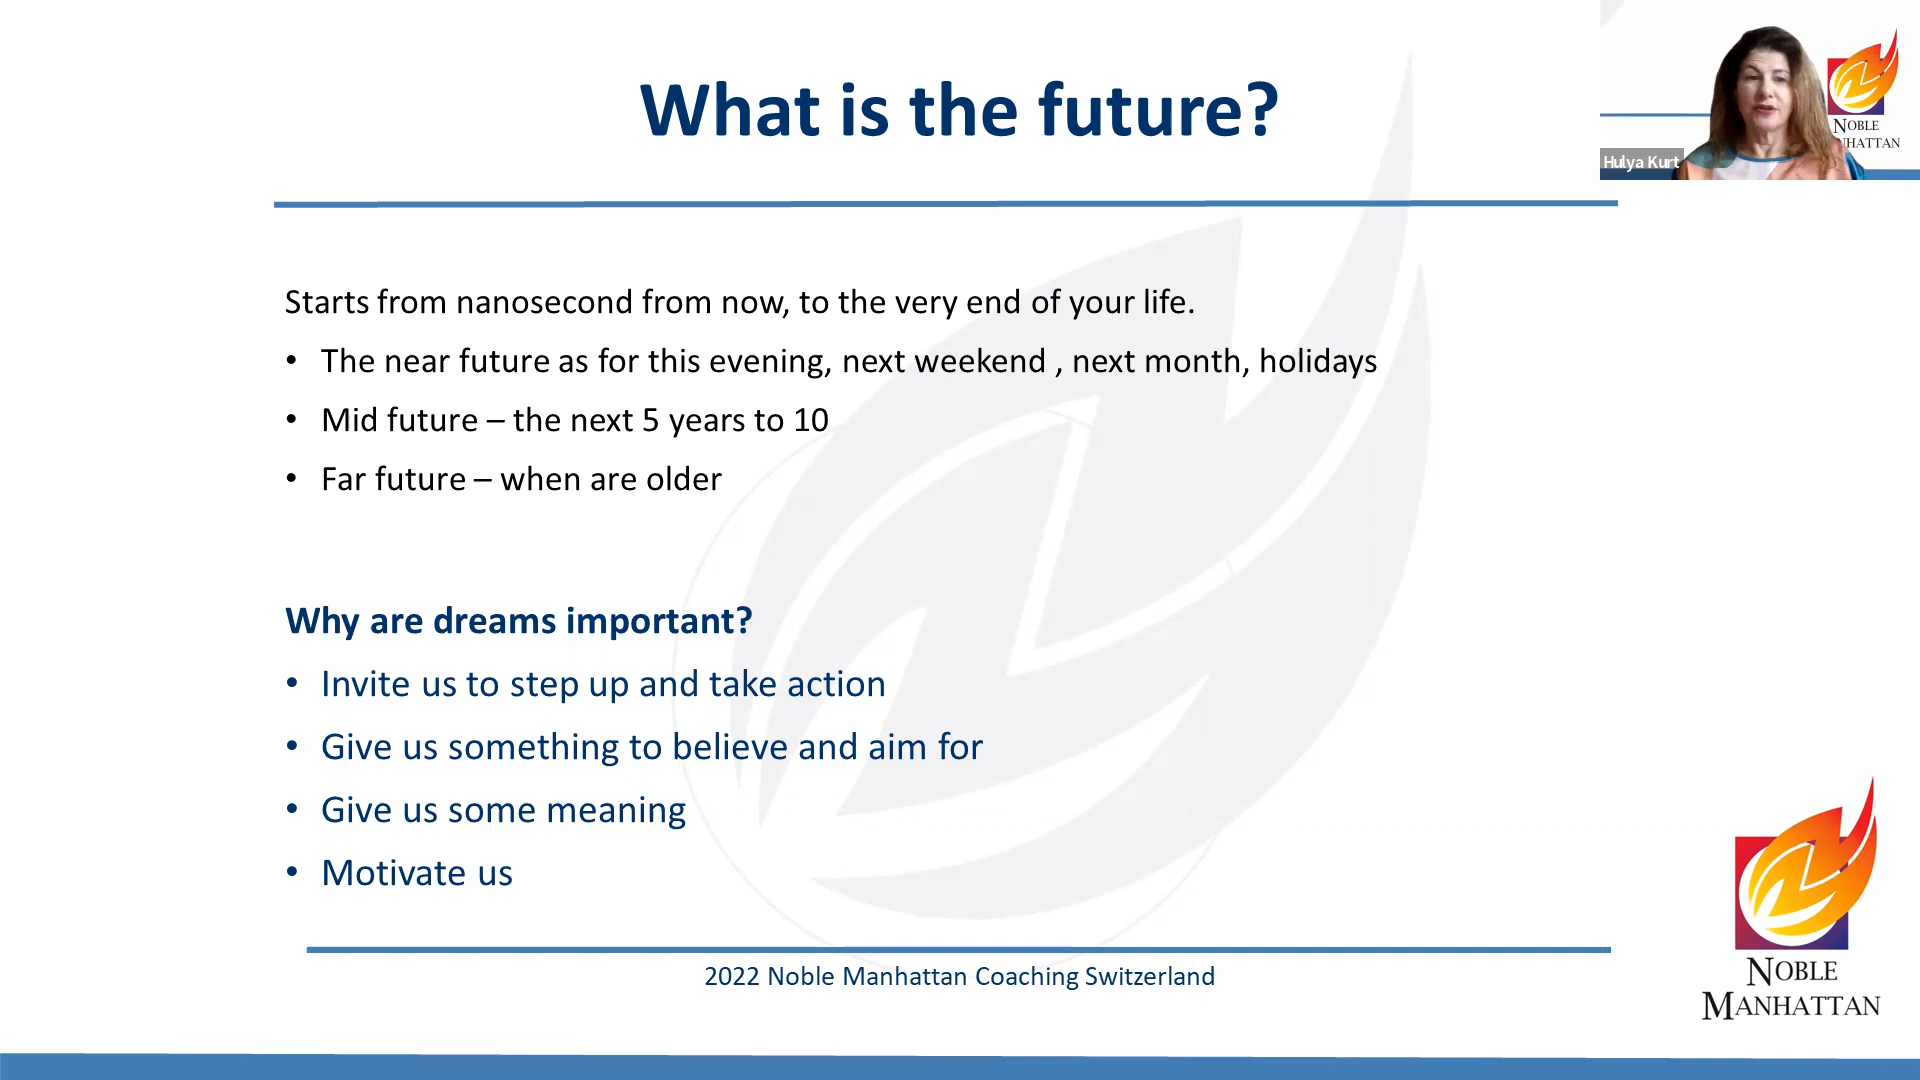 What is the future?
Hulya Kurt
NOBLE
HATTAN
Starts from nanosecond from now, to the very end of your life.
• The near future as for this evening, next weekend , next month, holidays
• Mid future – the next 5 years to 10
• Far future – when are older
Why are dreams important?
• Invite us to step up and take action
• Give us something to believe and aim for
• Give us some meaning
• Motivate us
2022 Noble Manhattan Coaching Switzerland
NOBLE
MANHATTAN